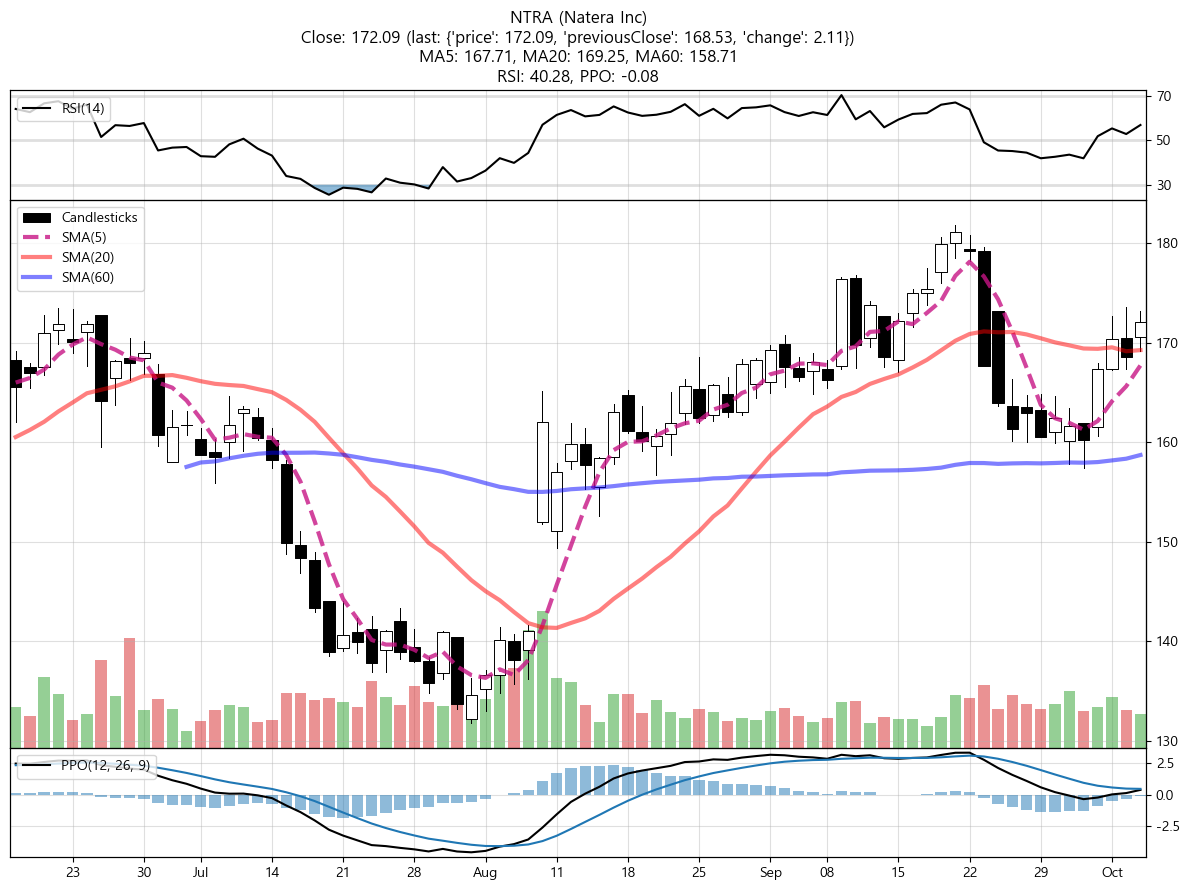 NTRA (Natera Inc)
Close: 172.09 (last: {'price': 172.09, 'previousClose': 168.53, 'change': 2.11})
MA5: 167.71, MA20: 169.25, MA60: 158.71
RSI: 40.28, PPO: -0.08
RSI(14)
70
50
30
Candlesticks
SMA(5)
SMA(20)
SMA(60)
180
170
160
150
140
130
PPO(12, 26, 9)
2.5
0.0
-2.5
23 30 Jul 14 21 28 Aug 11 18 25 Sep 08 15 22 29 Oct